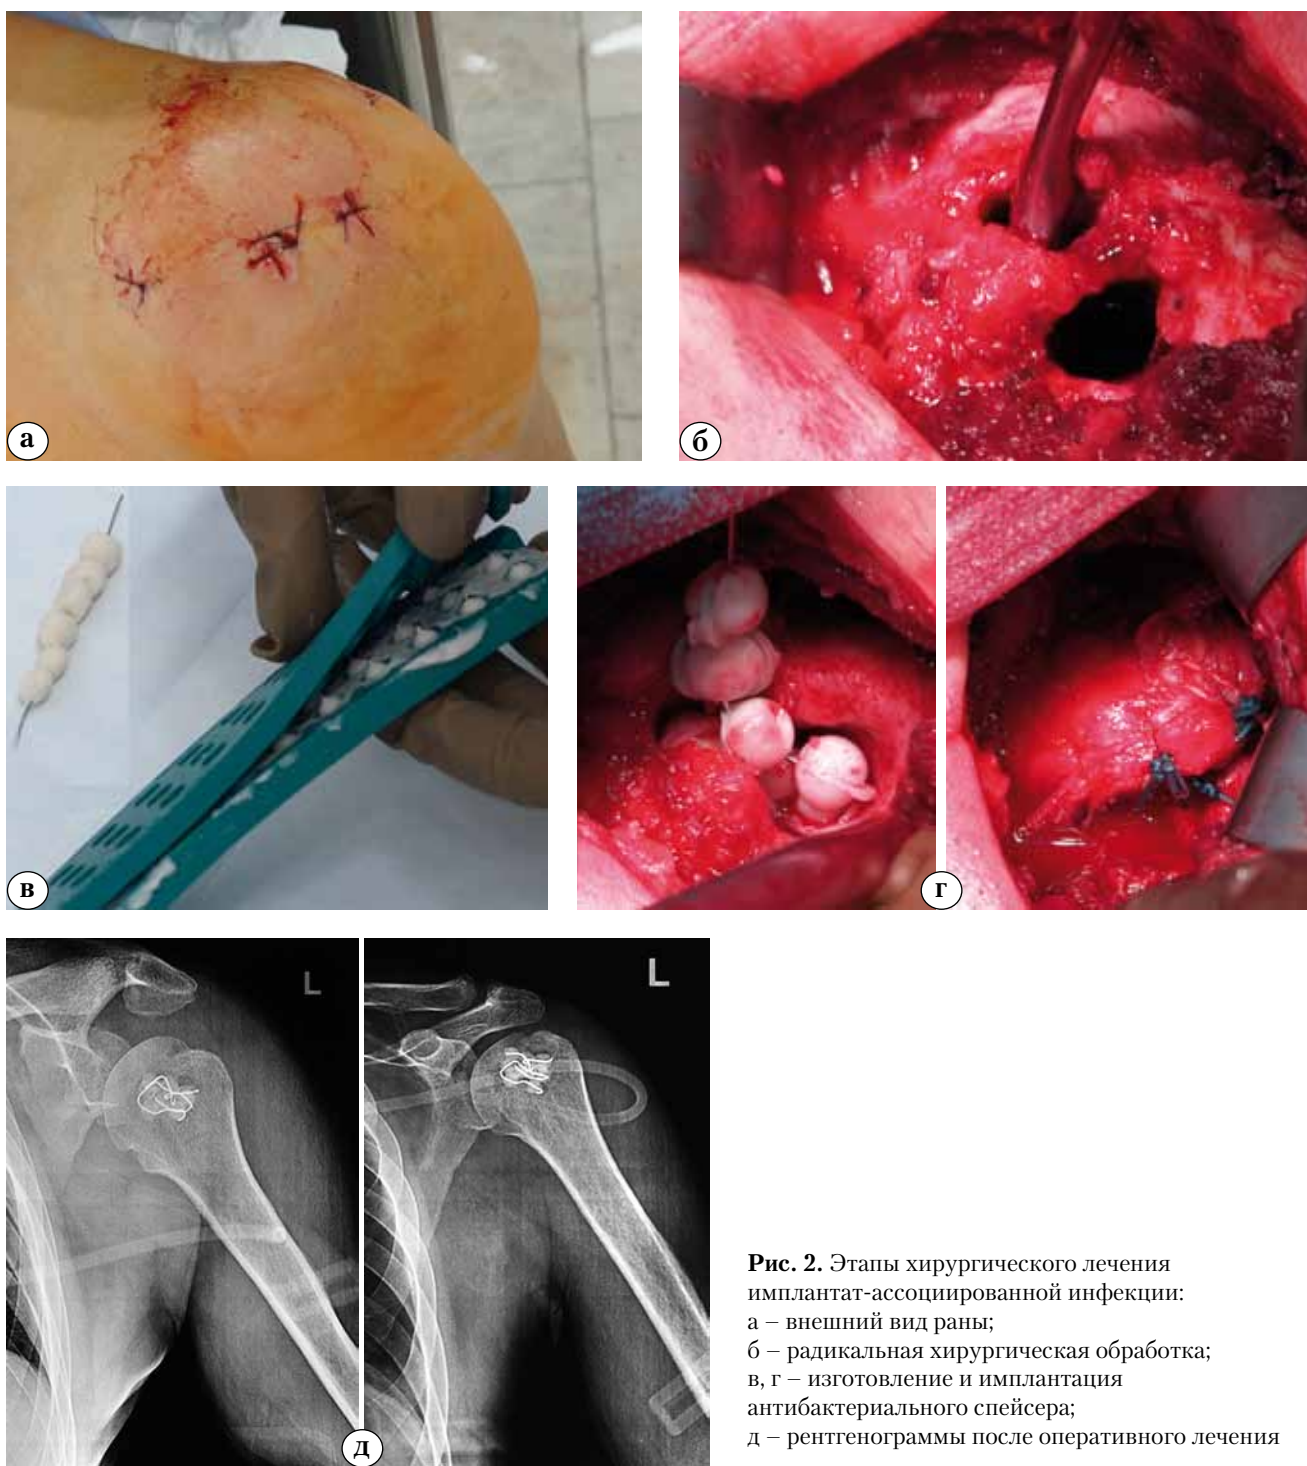 а
б
в
г
L
L
д
Рис. 2. Этапы хирургического лечения
имплантат-ассоциированной инфекции:
а – внешний вид раны;
б – радикальная хирургическая обработка;
в, г – изготовление и имплантация
антибактериального спейсера;
д – рентгенограммы после оперативного лечения